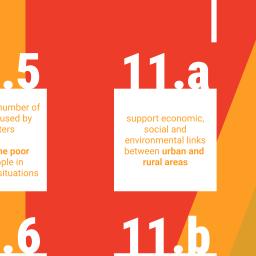 .5
number of
used by
ters
ne poor
ple in
situations
11.a
support economic,
social and
environmental links
between urban and
rural areas
.6
11.b